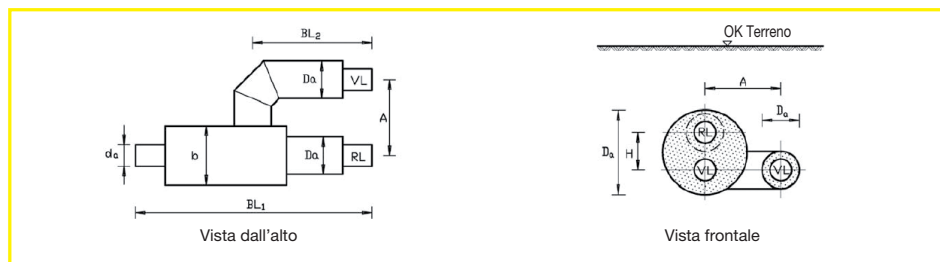 BL₂
Da
VL
A
da
b
Da
RL
BL₁
Vista dall'alto
OK Terreno
A
Dₐ
Dₐ
H
RL
VL
VL
Vista frontale